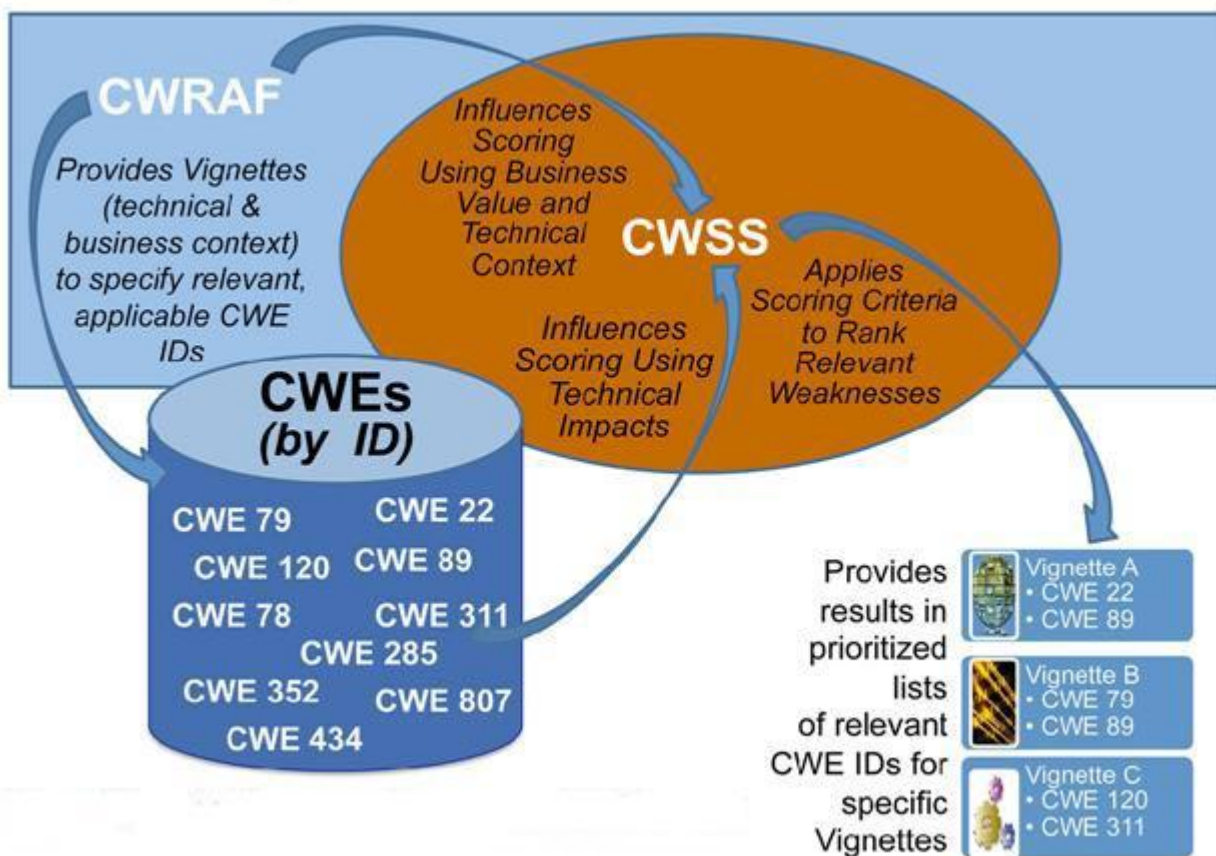 CWRAF
Provides Vignettes
(technical &
business context)
to specify relevant,
applicable CWE
IDs
Influences
Scoring
Using Business
Value and
Technical
Context
CWSS
Influences
Scoring Using
Technical
Impacts
Applies
Scoring Criteria
to Rank
Relevant
Weaknesses
CWEs
(by ID)
CWE 79
CWE 22
CWE 120
CWE 89
CWE 78
CWE 311
CWE 285
CWE 352
CWE 807
CWE 434
Provides
results in
prioritized
lists
of relevant
CWE IDs for
specific
Vignettes
Vignette A
• CWE 22
• CWE 89
Vignette B
• CWE 79
• CWE 89
Vignette C
• CWE 120
• CWE 311